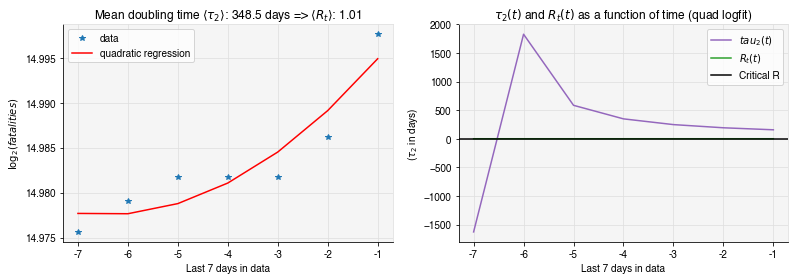 Mean doubling time ⟨τ₂⟩: 348.5 days => ⟨Rₜ⟩: 1.01
data
quadratic regression
14.995
14.990
14.985
14.980
14.975
log₂(fatalities)
-7 -6 -5 -4 -3 -2 -1
Last 7 days in data
τ₂(t) and Rₜ(t) as a function of time (quad logfit)
tau₂(t)
Rₜ(t)
Critical R
2000
1500
1000
500
0
−500
−1000
−1500
(τ₂ in days)
-7 -6 -5 -4 -3 -2 -1
Last 7 days in data